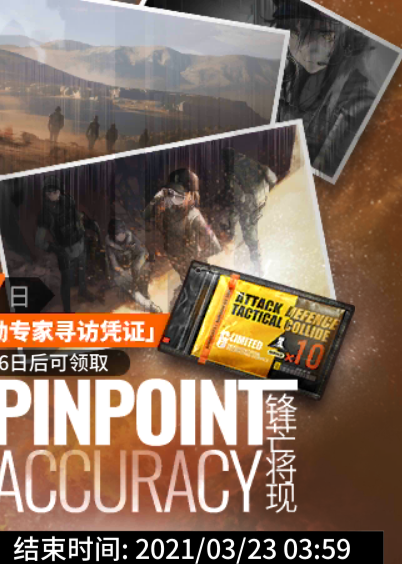 日
动专家寻访凭证」
6日后可领取
ATTACK
TACTICAL
DEFENCE
COLLIDE
LIMITED
×10
PINPOINT
ACCURACY
锋芒将现
结束时间: 2021/03/23 03:59